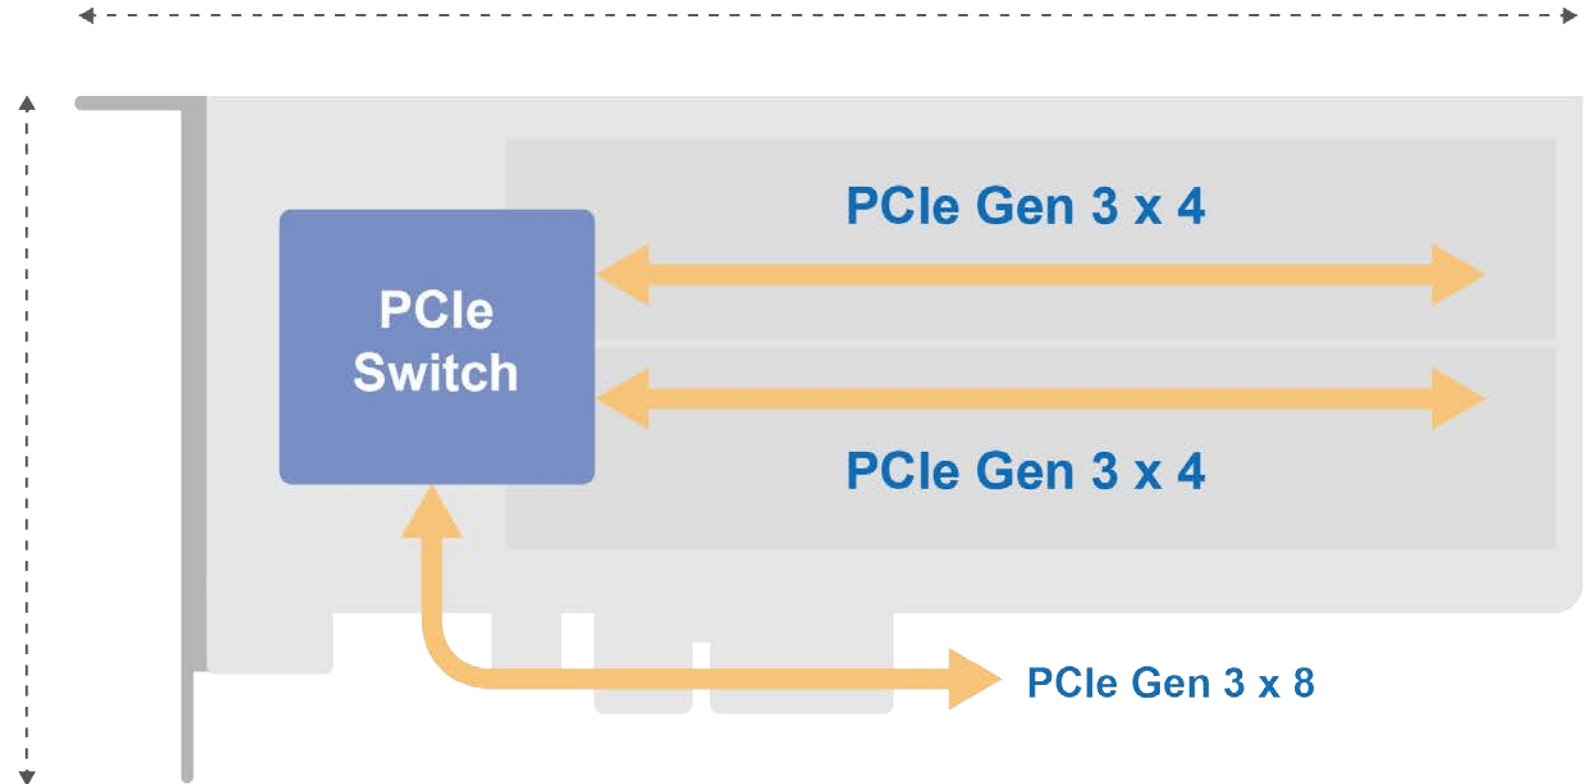 PCIe Gen 3 x 4
PCIe
Switch
PCIe Gen 3 x 4
PCIe Gen 3 x 8